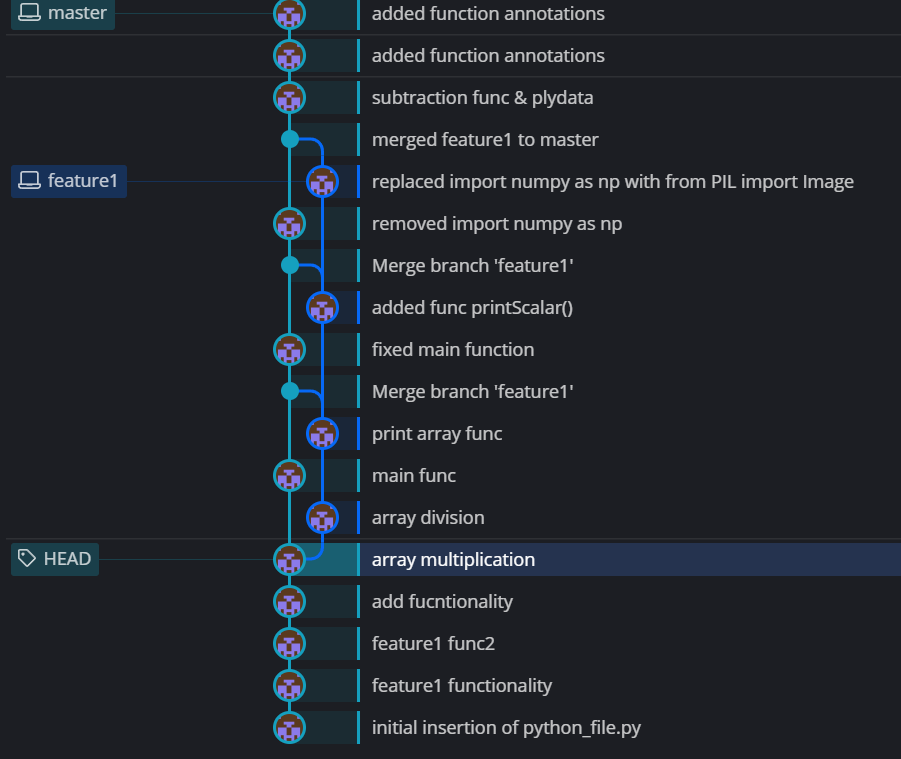 master added function annotations
added function annotations
subtraction func & plydata
merged feature1 to master
feature1 replaced import numpy as np with from PIL import Image
removed import numpy as np
Merge branch 'feature1'
added func printScalar()
fixed main function
Merge branch 'feature1'
print array func
main func
array division
HEAD array multiplication
add fucntionality
feature1 func2
feature1 functionality
initial insertion of python_file.py